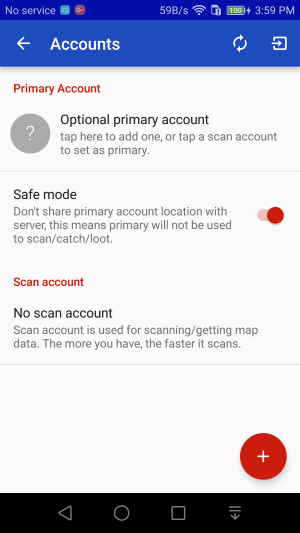 No service 59B/s 100 3:59 PM
Accounts
Primary Account
?
Optional primary account
tap here to add one, or tap a scan account
to set as primary.
Safe mode
Don't share primary account location with
server, this means primary will not be used
to scan/catch/loot.
Scan account
No scan account
Scan account is used for scanning/getting map
data. The more you have, the faster it scans.